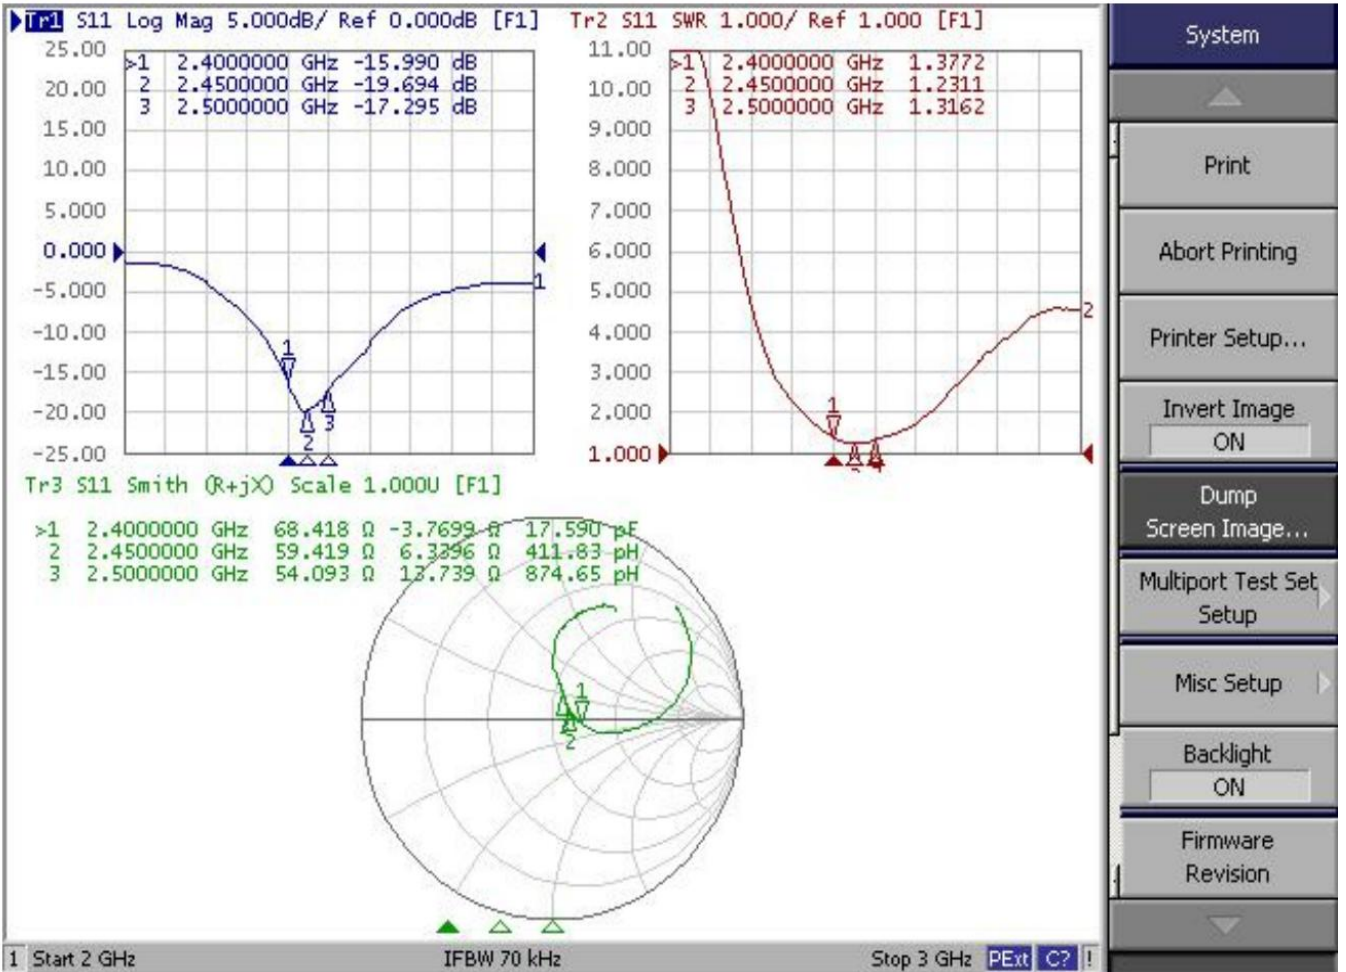 Tr1 S11 Log Mag 5.000dB/ Ref 0.000dB [F1]
25.00
20.00
15.00
10.00
5.000
0.000
-5.000
-10.00
-15.00
-20.00
-25.00
>1 2.4000000 GHz -15.990 dB
2 2.4500000 GHz -19.694 dB
3 2.5000000 GHz -17.295 dB
1
1
2
3
Tr2 S11 SWR 1.000/ Ref 1.000 [F1]
11.00
10.00
9.000
8.000
7.000
6.000
5.000
4.000
3.000
2.000
1.000
>1 2.4000000 GHz 1.3772
2 2.4500000 GHz 1.2311
3 2.5000000 GHz 1.3162
2
1
Tr3 S11 Smith (R+jX) Scale 1.000U [F1]
>1 2.4000000 GHz 68.418 Ω -3.7699 Ω 17.590 pF
2 2.4500000 GHz 59.419 Ω 6.3396 Ω 411.83 pH
3 2.5000000 GHz 54.093 Ω 13.739 Ω 874.65 pH
1
2
1 Start 2 GHz
IFBW 70 kHz
Stop 3 GHz PExt C? !
System
Print
Abort Printing
Printer Setup...
Invert Image
ON
Dump
Screen Image...
Multiport Test Set
Setup
Misc Setup
Backlight
ON
Firmware
Revision